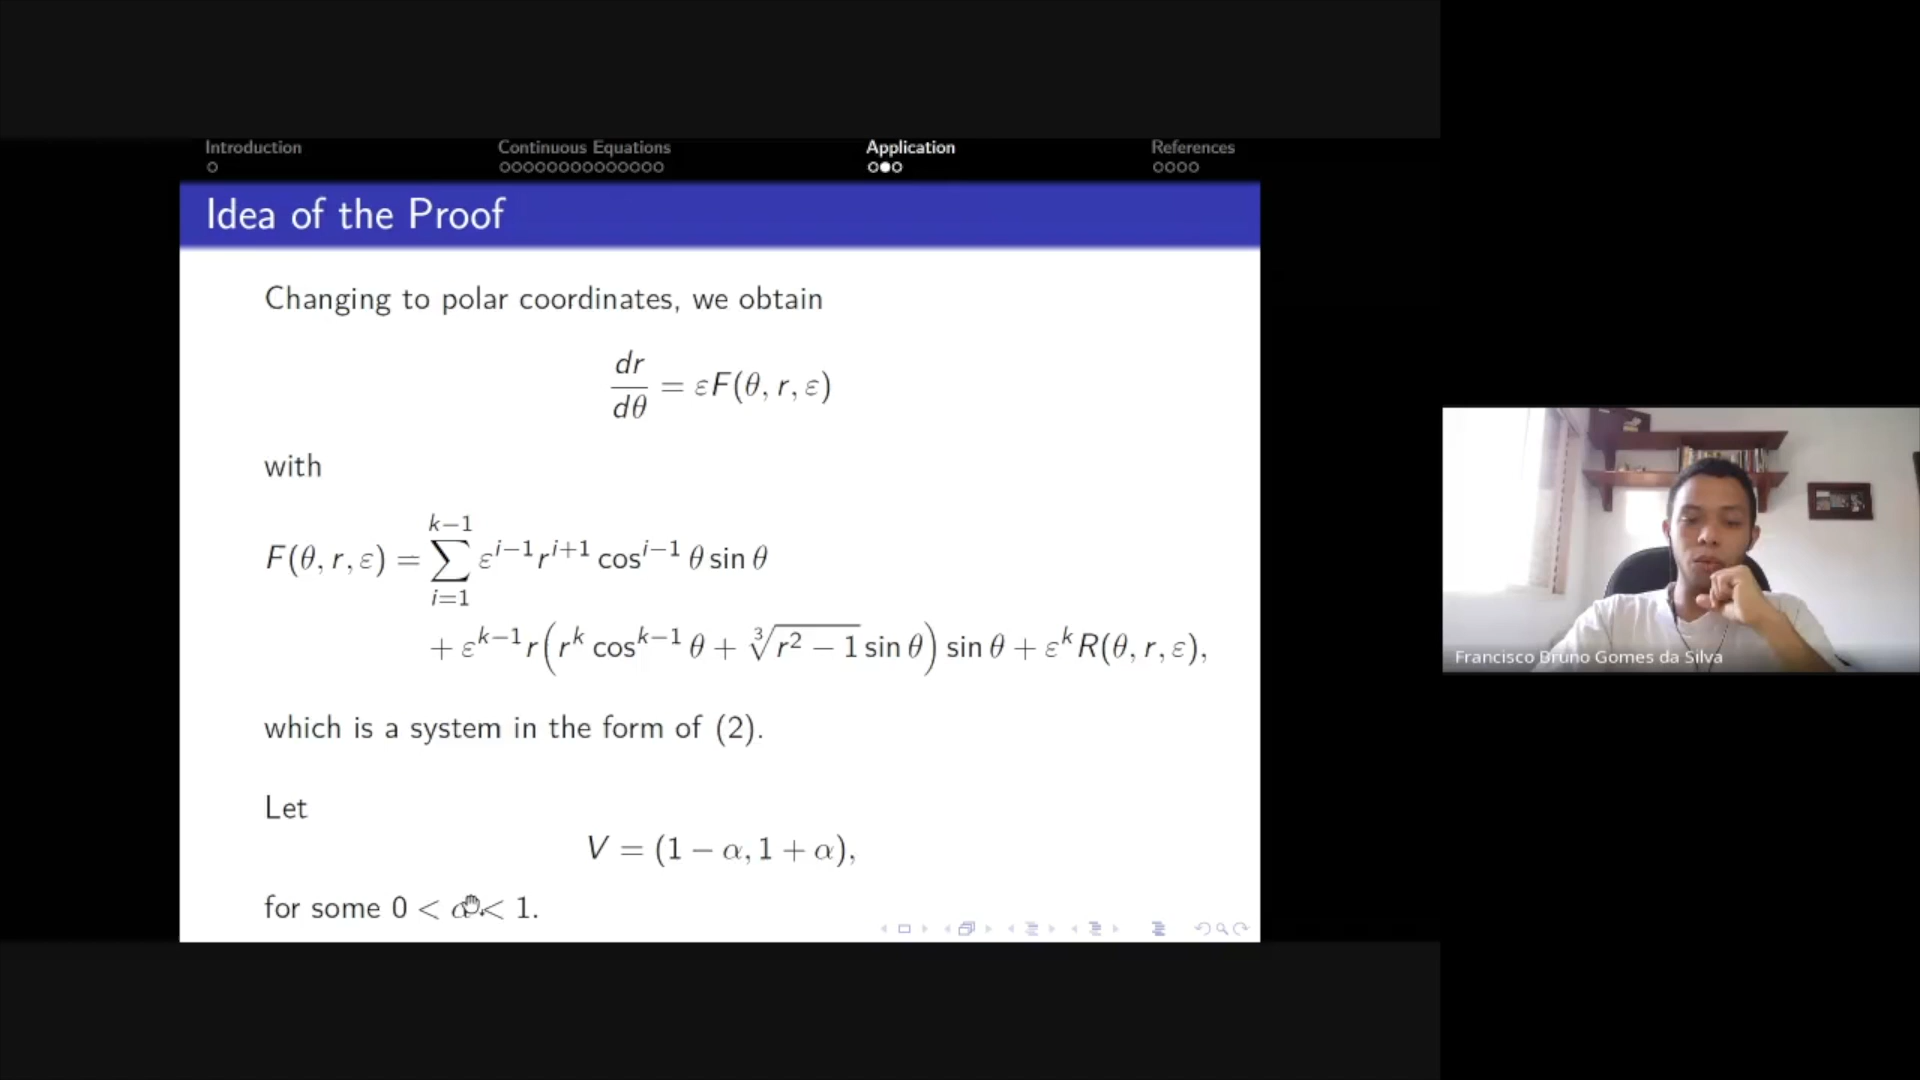 Introduction Continuous Equations Application References
Idea of the Proof
Changing to polar coordinates, we obtain
dr/dθ = εF(θ, r, ε)
with
F(θ, r, ε) = ∑_{i=1}^{k−1} ε^{i−1}r^{i+1} cos^{i−1} θ sin θ
+ ε^{k−1}r(r^k cos^{k−1} θ + ∛(r² − 1) sin θ) sin θ + ε^k R(θ, r, ε),
which is a system in the form of (2).
Let
V = (1 − α, 1 + α),
for some 0 < α < 1.
Francisco Bruno Gomes da Silva